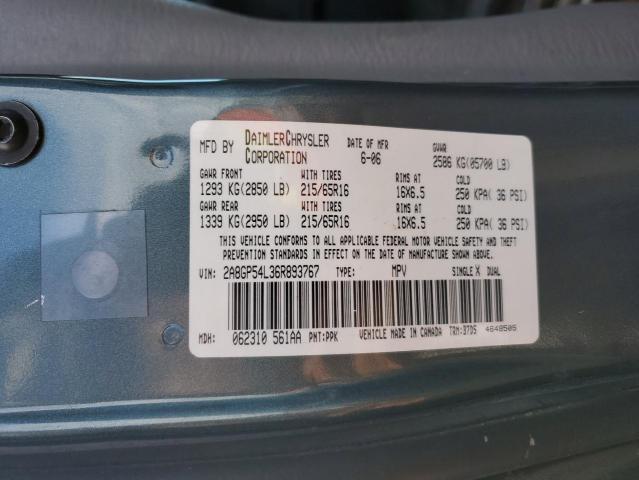 MFD BY DAIMLERCHRYSLER CORPORATION DATE OF MFR 6-06 GVWR 2586 KG(05700 LB)
GAWR FRONT WITH TIRES RIMS AT COLD
1293 KG(2850 LB) 215/65R16 16X6.5 250 KPA( 36 PSI)
GAWR REAR WITH TIRES RIMS AT COLD
1339 KG(2950 LB) 215/65R16 16X6.5 250 KPA( 36 PSI)
THIS VEHICLE CONFORMS TO ALL APPLICABLE FEDERAL MOTOR VEHICLE SAFETY AND THEFT
PREVENTION STANDARDS IN EFFECT ON THE DATE OF MANUFACTURE SHOWN ABOVE.
VIN: 2A8GP54L36R893767 TYPE: MPV SINGLE X DUAL
MDH: 062310 561AA PNT:PPK VEHICLE MADE IN CANADA TRM:37D5 4648505